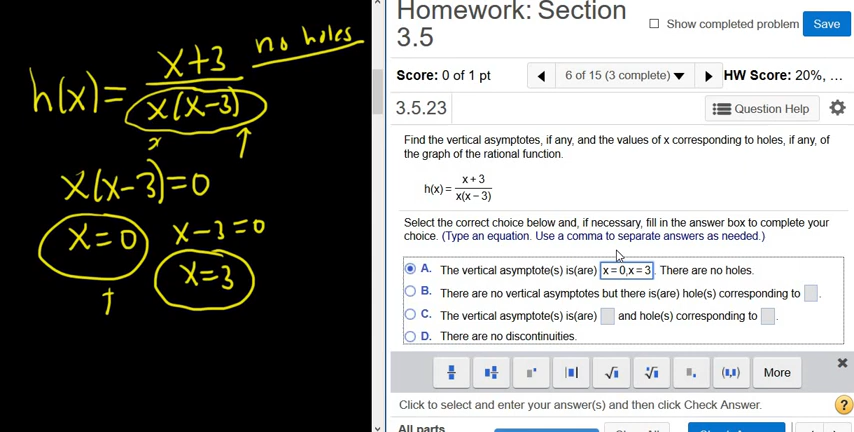 no holes
h(x) = x+3
x(x-3)
x(x-3)=0
x=0
x-3=0
x=3
Homework: Section
3.5
Show completed problem
Save
Score: 0 of 1 pt
6 of 15 (3 complete)
HW Score: 20%, ...
3.5.23
Question Help
Find the vertical asymptotes, if any, and the values of x corresponding to holes, if any, of
the graph of the rational function.
x + 3
h(x) =
x(x − 3)
Select the correct choice below and, if necessary, fill in the answer box to complete your
choice. (Type an equation. Use a comma to separate answers as needed.)
A. The vertical asymptote(s) is(are) x = 0,x = 3. There are no holes.
B. There are no vertical asymptotes but there is(are) hole(s) corresponding to .
C. The vertical asymptote(s) is(are) and hole(s) corresponding to .
D. There are no discontinuities.
More
Click to select and enter your answer(s) and then click Check Answer.
?
All parts